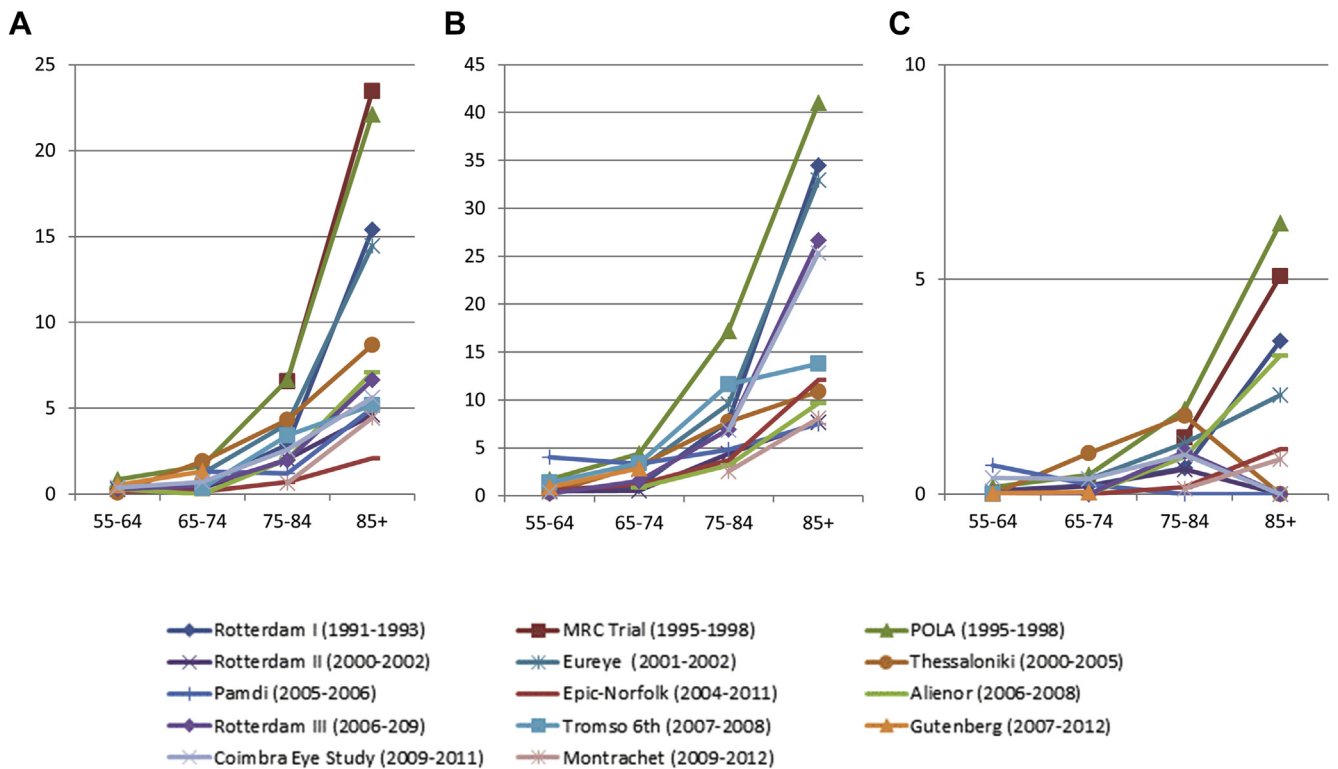 A
B
C
25
20
15
10
5
0
55-64 65-74 75-84 85+
45
40
35
30
25
20
15
10
5
0
55-64 65-74 75-84 85+
10
5
0
55-64 65-74 75-84 85+
Rotterdam I (1991-1993) MRC Trial (1995-1998) POLA (1995-1998)
Rotterdam II (2000-2002) Eureye (2001-2002) Thessaloniki (2000-2005)
Pamdi (2005-2006) Epic-Norfolk (2004-2011) Alienor (2006-2008)
Rotterdam III (2006-209) Tromso 6th (2007-2008) Gutenberg (2007-2012)
Coimbra Eye Study (2009-2011) Montrachet (2009-2012)